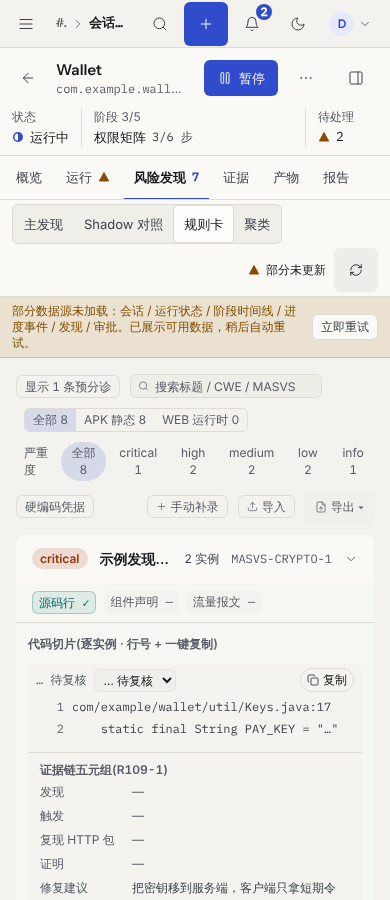 #. > 会话...
2
D
Wallet
com.example.wall...
暂停
状态
运行中
阶段 3/5
权限矩阵 3/6 步
待处理
2
概览
运行
风险发现 7
证据
产物
报告
主发现
Shadow 对照
规则卡
聚类
部分未更新
部分数据源未加载：会话 / 运行状态 / 阶段时间线 / 进
度事件 / 发现 / 审批。已展示可用数据，稍后自动重
试。
立即重试
显示 1 条预分诊
搜索标题 / CWE / MASVS
全部 8
APK 静态 8
WEB 运行时 0
严重
度
全部
8
critical
1
high
2
medium
2
low
2
info
1
硬编码凭据
手动补录
导入
导出
critical
示例发现...
2 实例
MASVS-CRYPTO-1
源码行 ✓
组件声明 —
流量报文 —
代码切片(逐实例 · 行号 + 一键复制)
… 待复核
... 待复核
复制
1 com/example/wallet/util/Keys.java:17
2 static final String PAY_KEY = "…"
证据链五元组(R109-1)
发现 —
触发 —
复现 HTTP 包 —
证明 —
修复建议 把密钥移到服务端，客户端只拿短期令